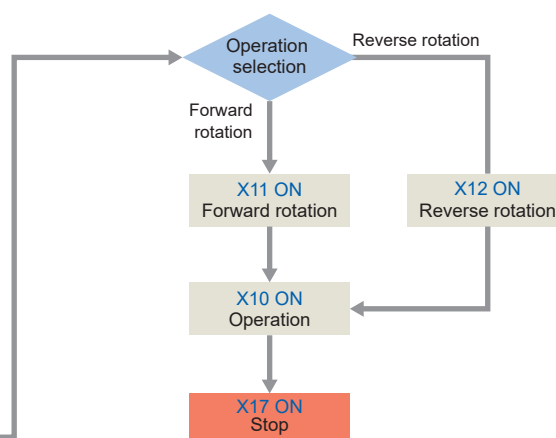 Operation
selection
Reverse rotation
Forward
rotation
X11 ON
Forward rotation
X12 ON
Reverse rotation
X10 ON
Operation
X17 ON
Stop